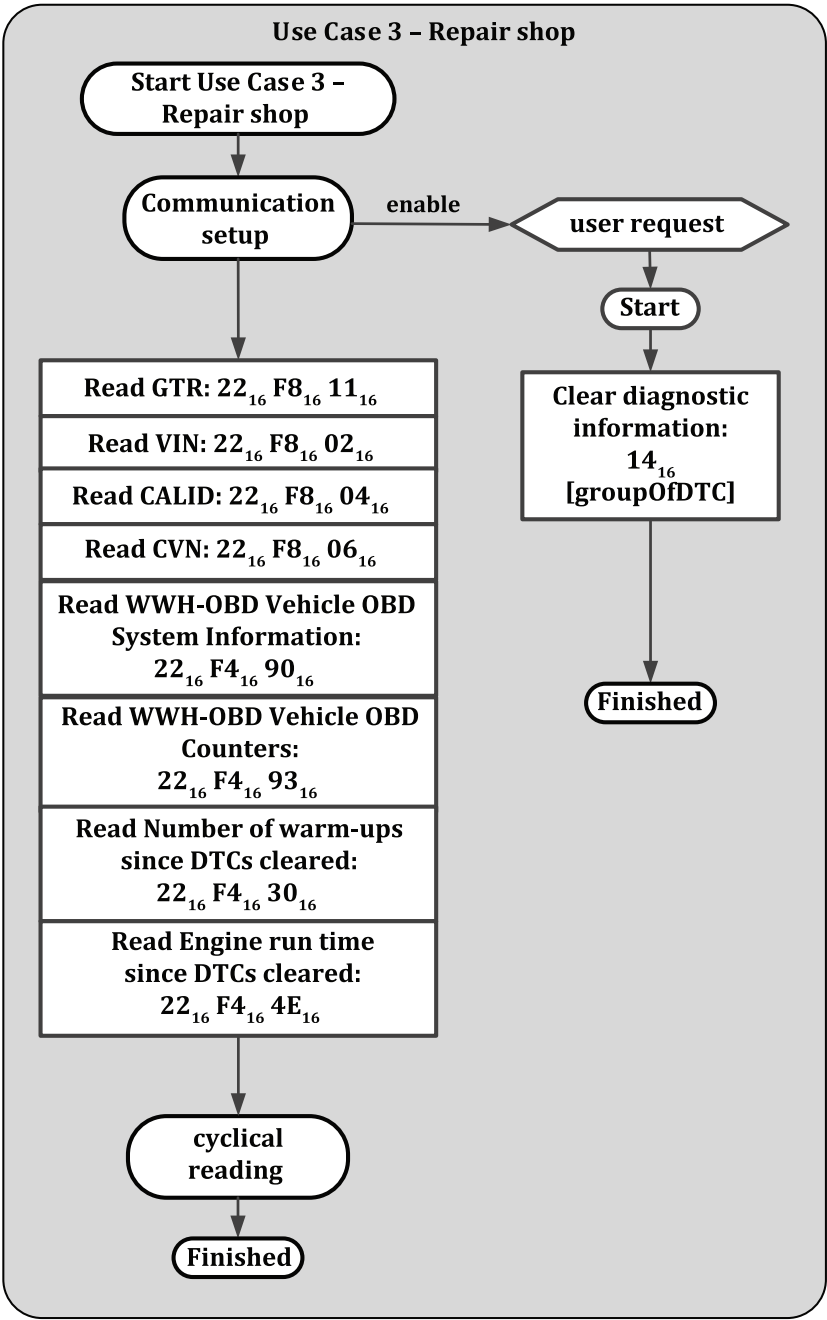 Use Case 3 – Repair shop
Start Use Case 3 –
Repair shop
Communication
setup
enable
user request
Start
Clear diagnostic
information:
14₁₆
[groupOfDTC]
Finished
Read GTR: 22₁₆ F8₁₆ 11₁₆
Read VIN: 22₁₆ F8₁₆ 02₁₆
Read CALID: 22₁₆ F8₁₆ 04₁₆
Read CVN: 22₁₆ F8₁₆ 06₁₆
Read WWH-OBD Vehicle OBD
System Information:
22₁₆ F4₁₆ 90₁₆
Read WWH-OBD Vehicle OBD
Counters:
22₁₆ F4₁₆ 93₁₆
Read Number of warm-ups
since DTCs cleared:
22₁₆ F4₁₆ 30₁₆
Read Engine run time
since DTCs cleared:
22₁₆ F4₁₆ 4E₁₆
cyclical
reading
Finished